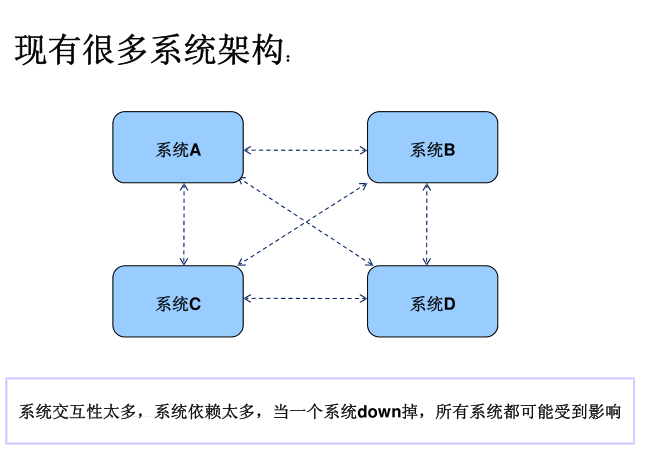 现有很多系统架构：
系统A
系统B
系统C
系统D
系统交互性太多，系统依赖太多，当一个系统down掉，所有系统都可能受到影响